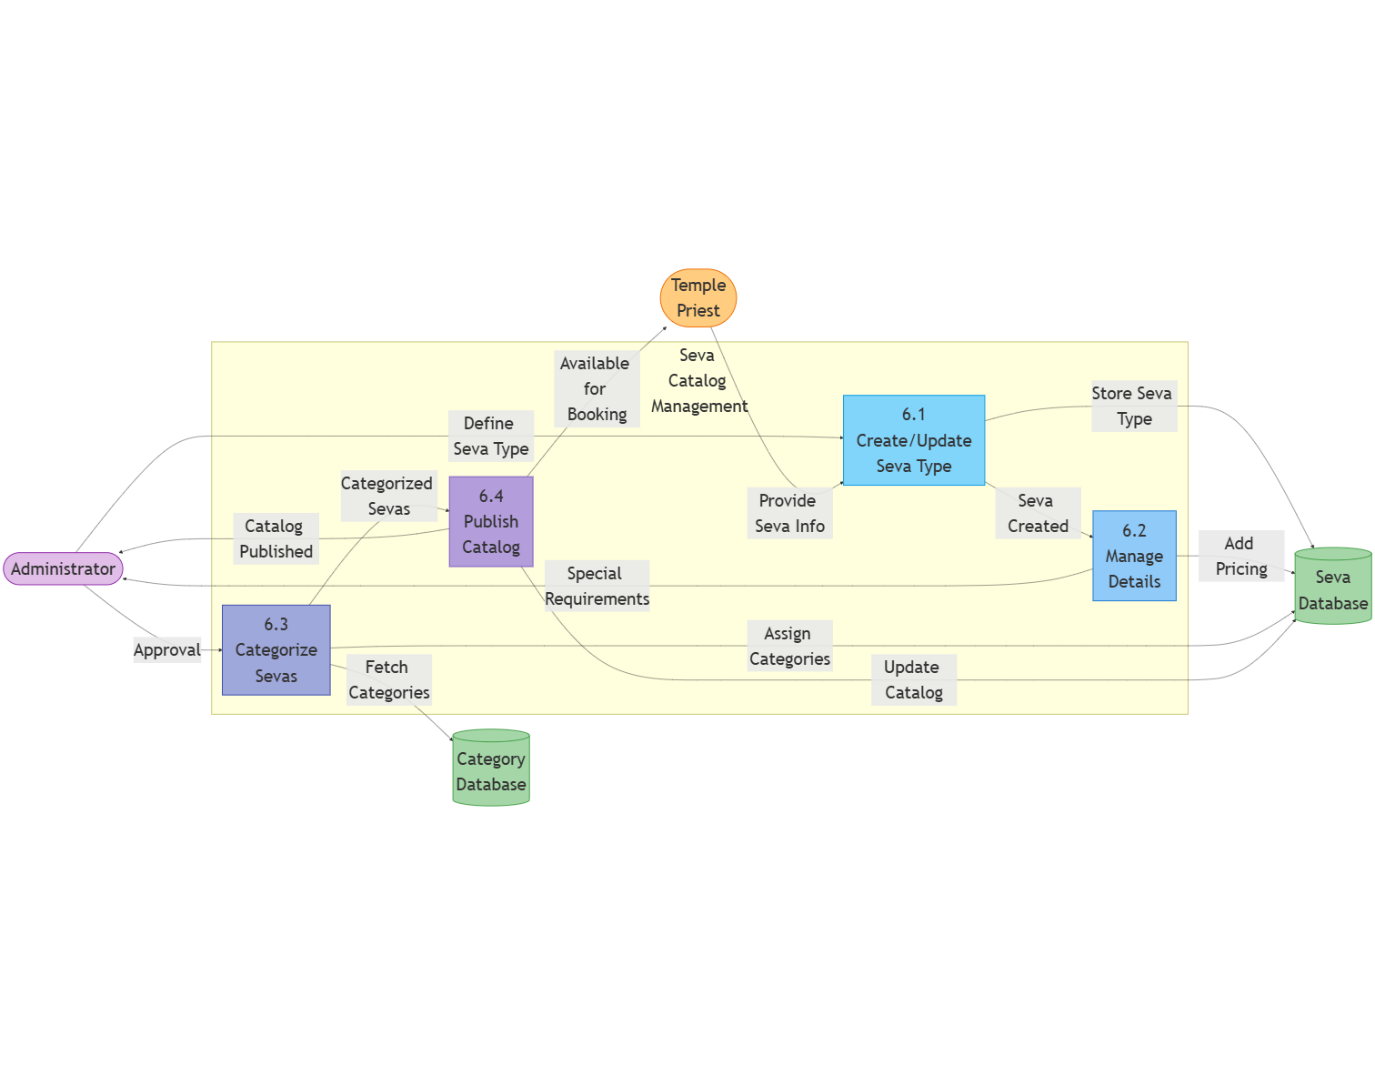 Temple
Priest
Seva
Catalog
Management
Available
for
Booking
Store Seva
Type
6.1
Create/Update
Seva Type
Define
Seva Type
Categorized
Sevas
6.4
Publish
Catalog
Provide
Seva Info
Seva
Created
Catalog
Published
6.2
Manage
Details
Add
Pricing
Administrator
Special
Requirements
Seva
Database
6.3
Categorize
Sevas
Approval
Assign
Categories
Fetch
Categories
Update
Catalog
Category
Database